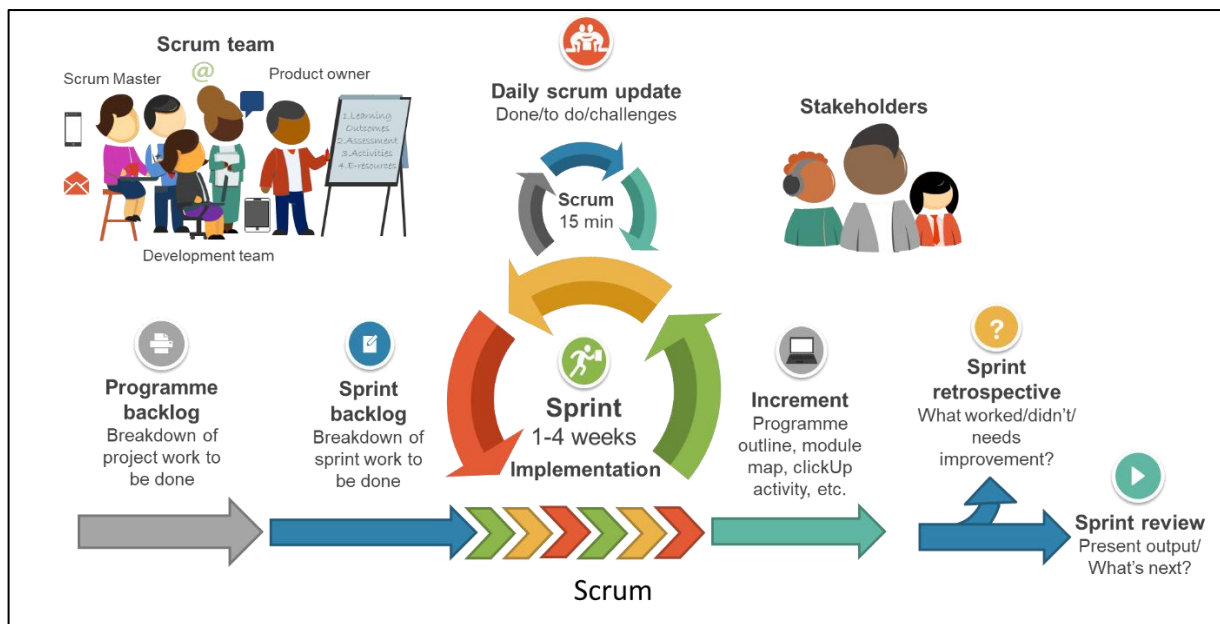 Scrum team
Scrum Master
@
Product owner
1.Learning
Outcomes
2.Assessment
3.Activities
4.E-resources
Development team
Daily scrum update
Done/to do/challenges
Scrum
15 min
Stakeholders
Programme
backlog
Breakdown of
project work to
be done
Sprint
backlog
Breakdown of
sprint work to
be done
Sprint
1-4 weeks
Implementation
Increment
Programme
outline, module
map, clickUp
activity, etc.
?
Sprint
retrospective
What worked/didn't/
needs
improvement?
Sprint review
Present output/
What's next?
Scrum